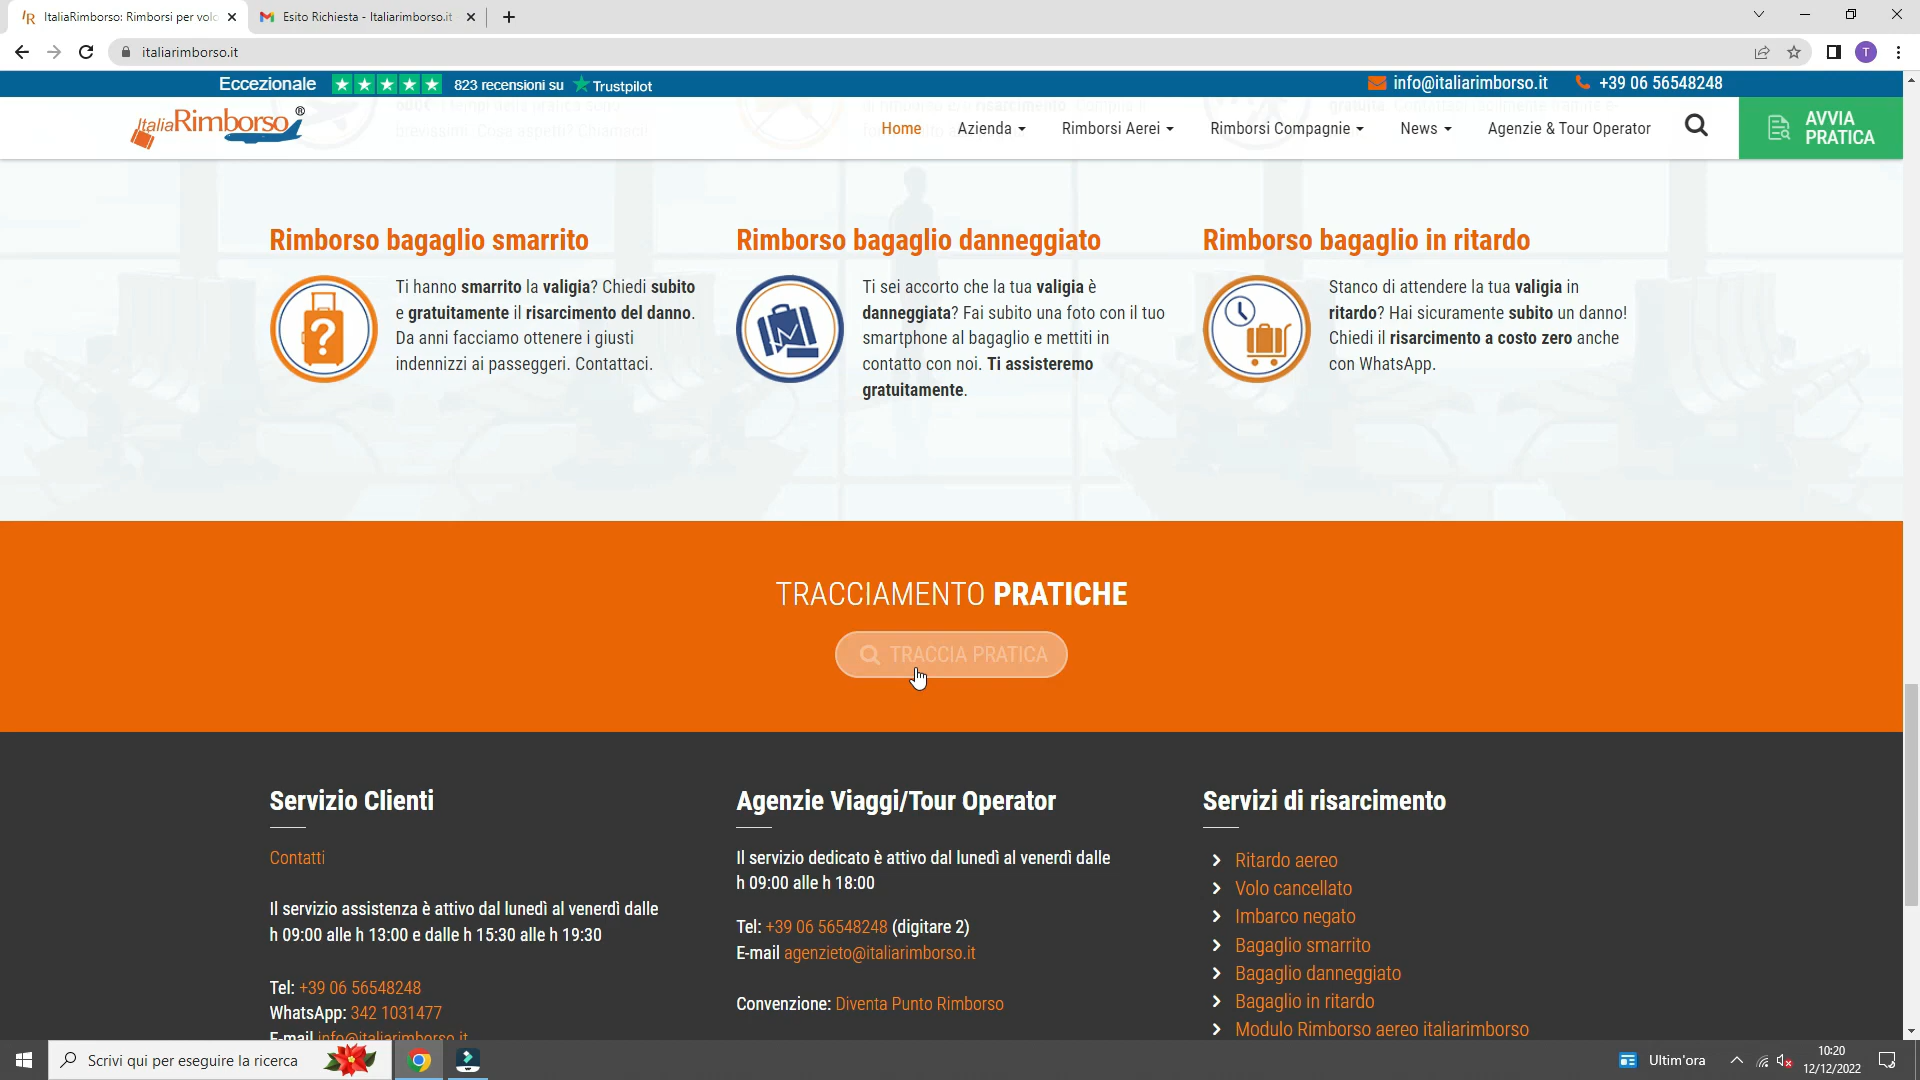 ItaliaRimborso: Rimborsi per volo
Esito Richiesta - Italiarimborso.it
italiarimborso.it
T
Eccezionale
823 recensioni su
Trustpilot
info@italiarimborso.it
+39 06 56548248
ItaliaRimborso®
Home
Azienda
Rimborsi Aerei
Rimborsi Compagnie
News
Agenzie & Tour Operator
AVVIA
PRATICA
Rimborso bagaglio smarrito
Ti hanno smarrito la valigia? Chiedi subito
e gratuitamente il risarcimento del danno.
Da anni facciamo ottenere i giusti
indennizzi ai passeggeri. Contattaci.
Rimborso bagaglio danneggiato
Ti sei accorto che la tua valigia è
danneggiata? Fai subito una foto con il tuo
smartphone al bagaglio e mettiti in
contatto con noi. Ti assisteremo
gratuitamente.
Rimborso bagaglio in ritardo
Stanco di attendere la tua valigia in
ritardo? Hai sicuramente subito un danno!
Chiedi il risarcimento a costo zero anche
con WhatsApp.
TRACCIAMENTO PRATICHE
TRACCIA PRATICA
Servizio Clienti
Contatti
Il servizio assistenza è attivo dal lunedì al venerdì dalle
h 09:00 alle h 13:00 e dalle h 15:30 alle h 19:30
Tel: +39 06 56548248
WhatsApp: 342 1031477
E-mail info@italiarimborso.it
Agenzie Viaggi/Tour Operator
Il servizio dedicato è attivo dal lunedì al venerdì dalle
h 09:00 alle h 18:00
Tel: +39 06 56548248 (digitare 2)
E-mail agenzieto@italiarimborso.it
Convenzione: Diventa Punto Rimborso
Servizi di risarcimento
Ritardo aereo
Volo cancellato
Imbarco negato
Bagaglio smarrito
Bagaglio danneggiato
Bagaglio in ritardo
Modulo Rimborso aereo italiarimborso
Scrivi qui per eseguire la ricerca
Ultim'ora
10:20
12/12/2022